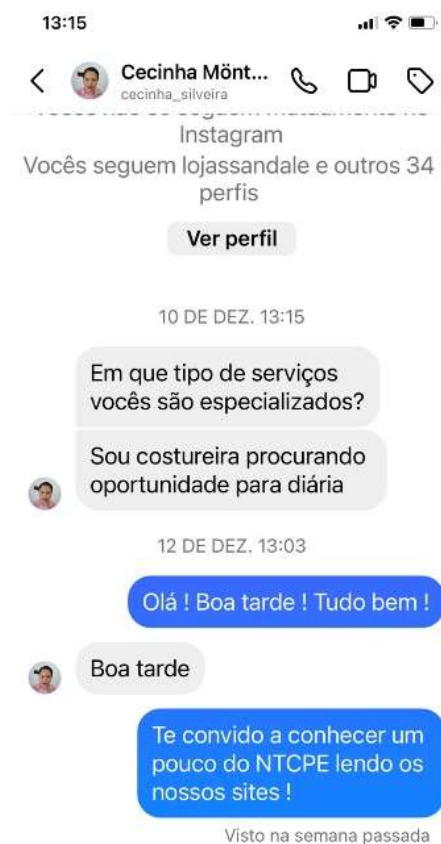 13:15
Cecinha Mönt...
cecinha_silveira
Instagram
Vocês seguem lojassandale e outros 34
perfis
Ver perfil
10 DE DEZ. 13:15
Em que tipo de serviços
vocês são especializados?
Sou costureira procurando
oportunidade para diária
12 DE DEZ. 13:03
Olá ! Boa tarde ! Tudo bem !
Boa tarde
Te convido a conhecer um
pouco do NTCPE lendo os
nossos sites !
Visto na semana passada